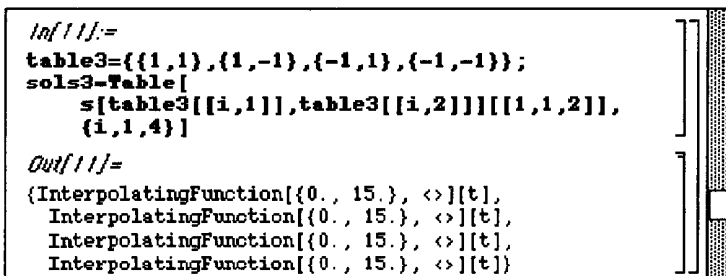 In[11]:=
table3={{1,1},{1,-1},{-1,1},{-1,-1}};
sols3=Table[
s[table3[[i,1]],table3[[i,2]]][[1,1,2]],
{i,1,4}]
Out[11]=
{InterpolatingFunction[{0., 15.}, <>][t],
InterpolatingFunction[{0., 15.}, <>][t],
InterpolatingFunction[{0., 15.}, <>][t],
InterpolatingFunction[{0., 15.}, <>][t]}